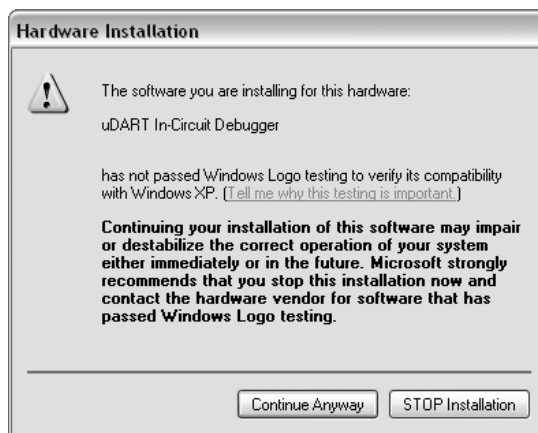 Hardware Installation
The software you are installing for this hardware:
uDART In-Circuit Debugger
has not passed Windows Logo testing to verify its compatibility
with Windows XP. (Tell me why this testing is important.)
Continuing your installation of this software may impair
or destabilize the correct operation of your system
either immediately or in the future. Microsoft strongly
recommends that you stop this installation now and
contact the hardware vendor for software that has
passed Windows Logo testing.
Continue Anyway
STOP Installation